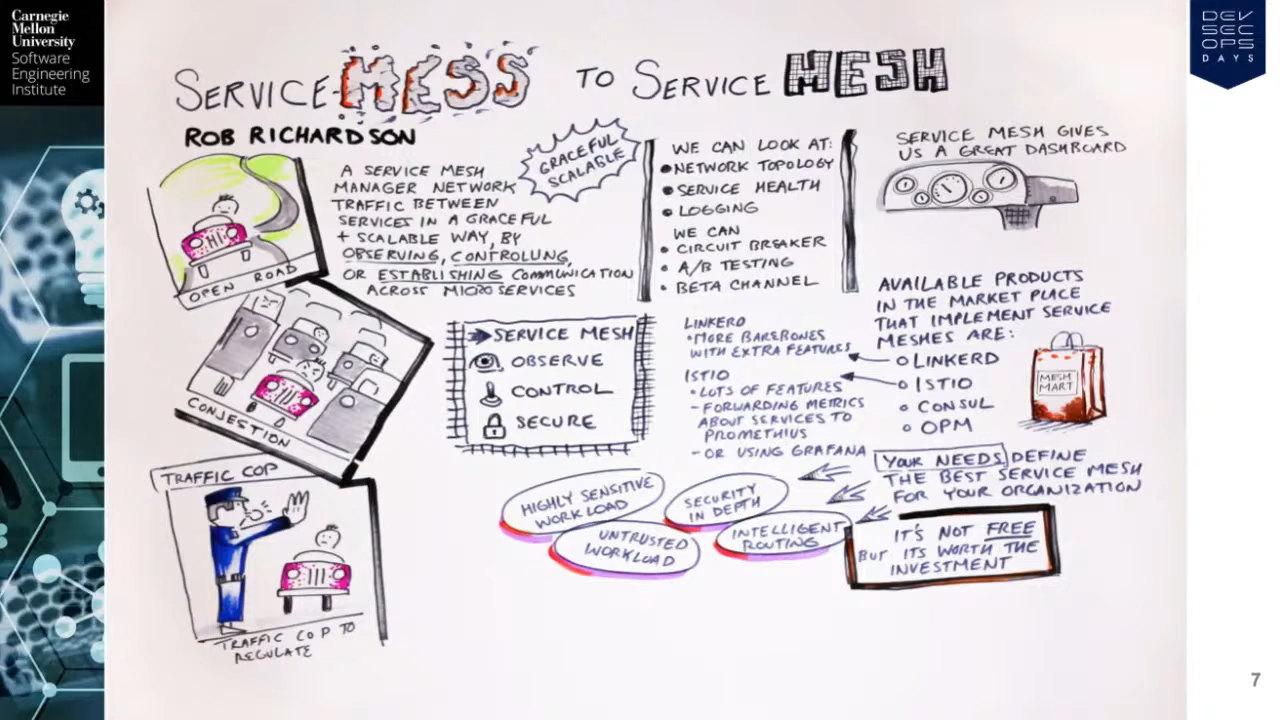 Carnegie
Mellon
University
Software
Engineering
Institute
DEV
SEC
OPS
DAYS
SERVICE MESS TO SERVICE MESH
ROB RICHARDSON
OPEN ROAD
A SERVICE MESH
MANAGER NETWORK
TRAFFIC BETWEEN
SERVICES IN A GRACEFUL
+ SCALABLE WAY, BY
OBSERVING, CONTROLLING,
OR ESTABLISHING COMMUNICATION
ACROSS MICROSERVICES
GRACEFUL
SCALABLE
WE CAN LOOK AT:
• NETWORK TOPOLOGY
• SERVICE HEALTH
• LOGGING
WE CAN
• CIRCUIT BREAKER
• A/B TESTING
• BETA CHANNEL
SERVICE MESH GIVES
US A GREAT DASHBOARD
CONJESTION
SERVICE MESH
OBSERVE
CONTROL
SECURE
LINKERD
• MORE BAREBONES
WITH EXTRA FEATURES
ISTIO
• LOTS OF FEATURES
- FORWARDING METRICS
ABOUT SERVICES TO
PROMETHIUS
- OR USING GRAFANA
AVAILABLE PRODUCTS
IN THE MARKET PLACE
THAT IMPLEMENT SERVICE
MESHES ARE:
○ LINKERD
○ ISTIO
○ CONSUL
○ OPM
MESH
MART
TRAFFIC COP
TRAFFIC COP TO
REGULATE
HIGHLY SENSITIVE
WORKLOAD
SECURITY
IN DEPTH
UNTRUSTED
WORKLOAD
INTELLIGENT
ROUTING
YOUR NEEDS DEFINE
THE BEST SERVICE MESH
FOR YOUR ORGANIZATION
IT'S NOT FREE
BUT ITS WORTH THE
INVESTMENT
7